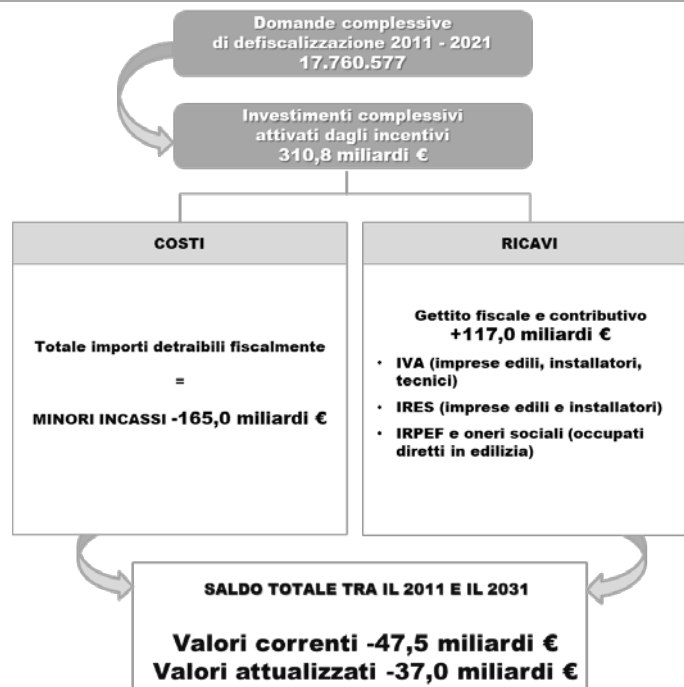 Domande complessive
di defiscalizzazione 2011 - 2021
17.760.577
Investimenti complessivi
attivati dagli incentivi
310,8 miliardi €
COSTI
Totale importi detraibili fiscalmente
=
MINORI INCASSI -165,0 miliardi €
RICAVI
Gettito fiscale e contributivo
+117,0 miliardi €
• IVA (imprese edili, installatori,
tecnici)
• IRES (imprese edili e installatori)
• IRPEF e oneri sociali (occupati
diretti in edilizia)
SALDO TOTALE TRA IL 2011 E IL 2031
Valori correnti -47,5 miliardi €
Valori attualizzati -37,0 miliardi €